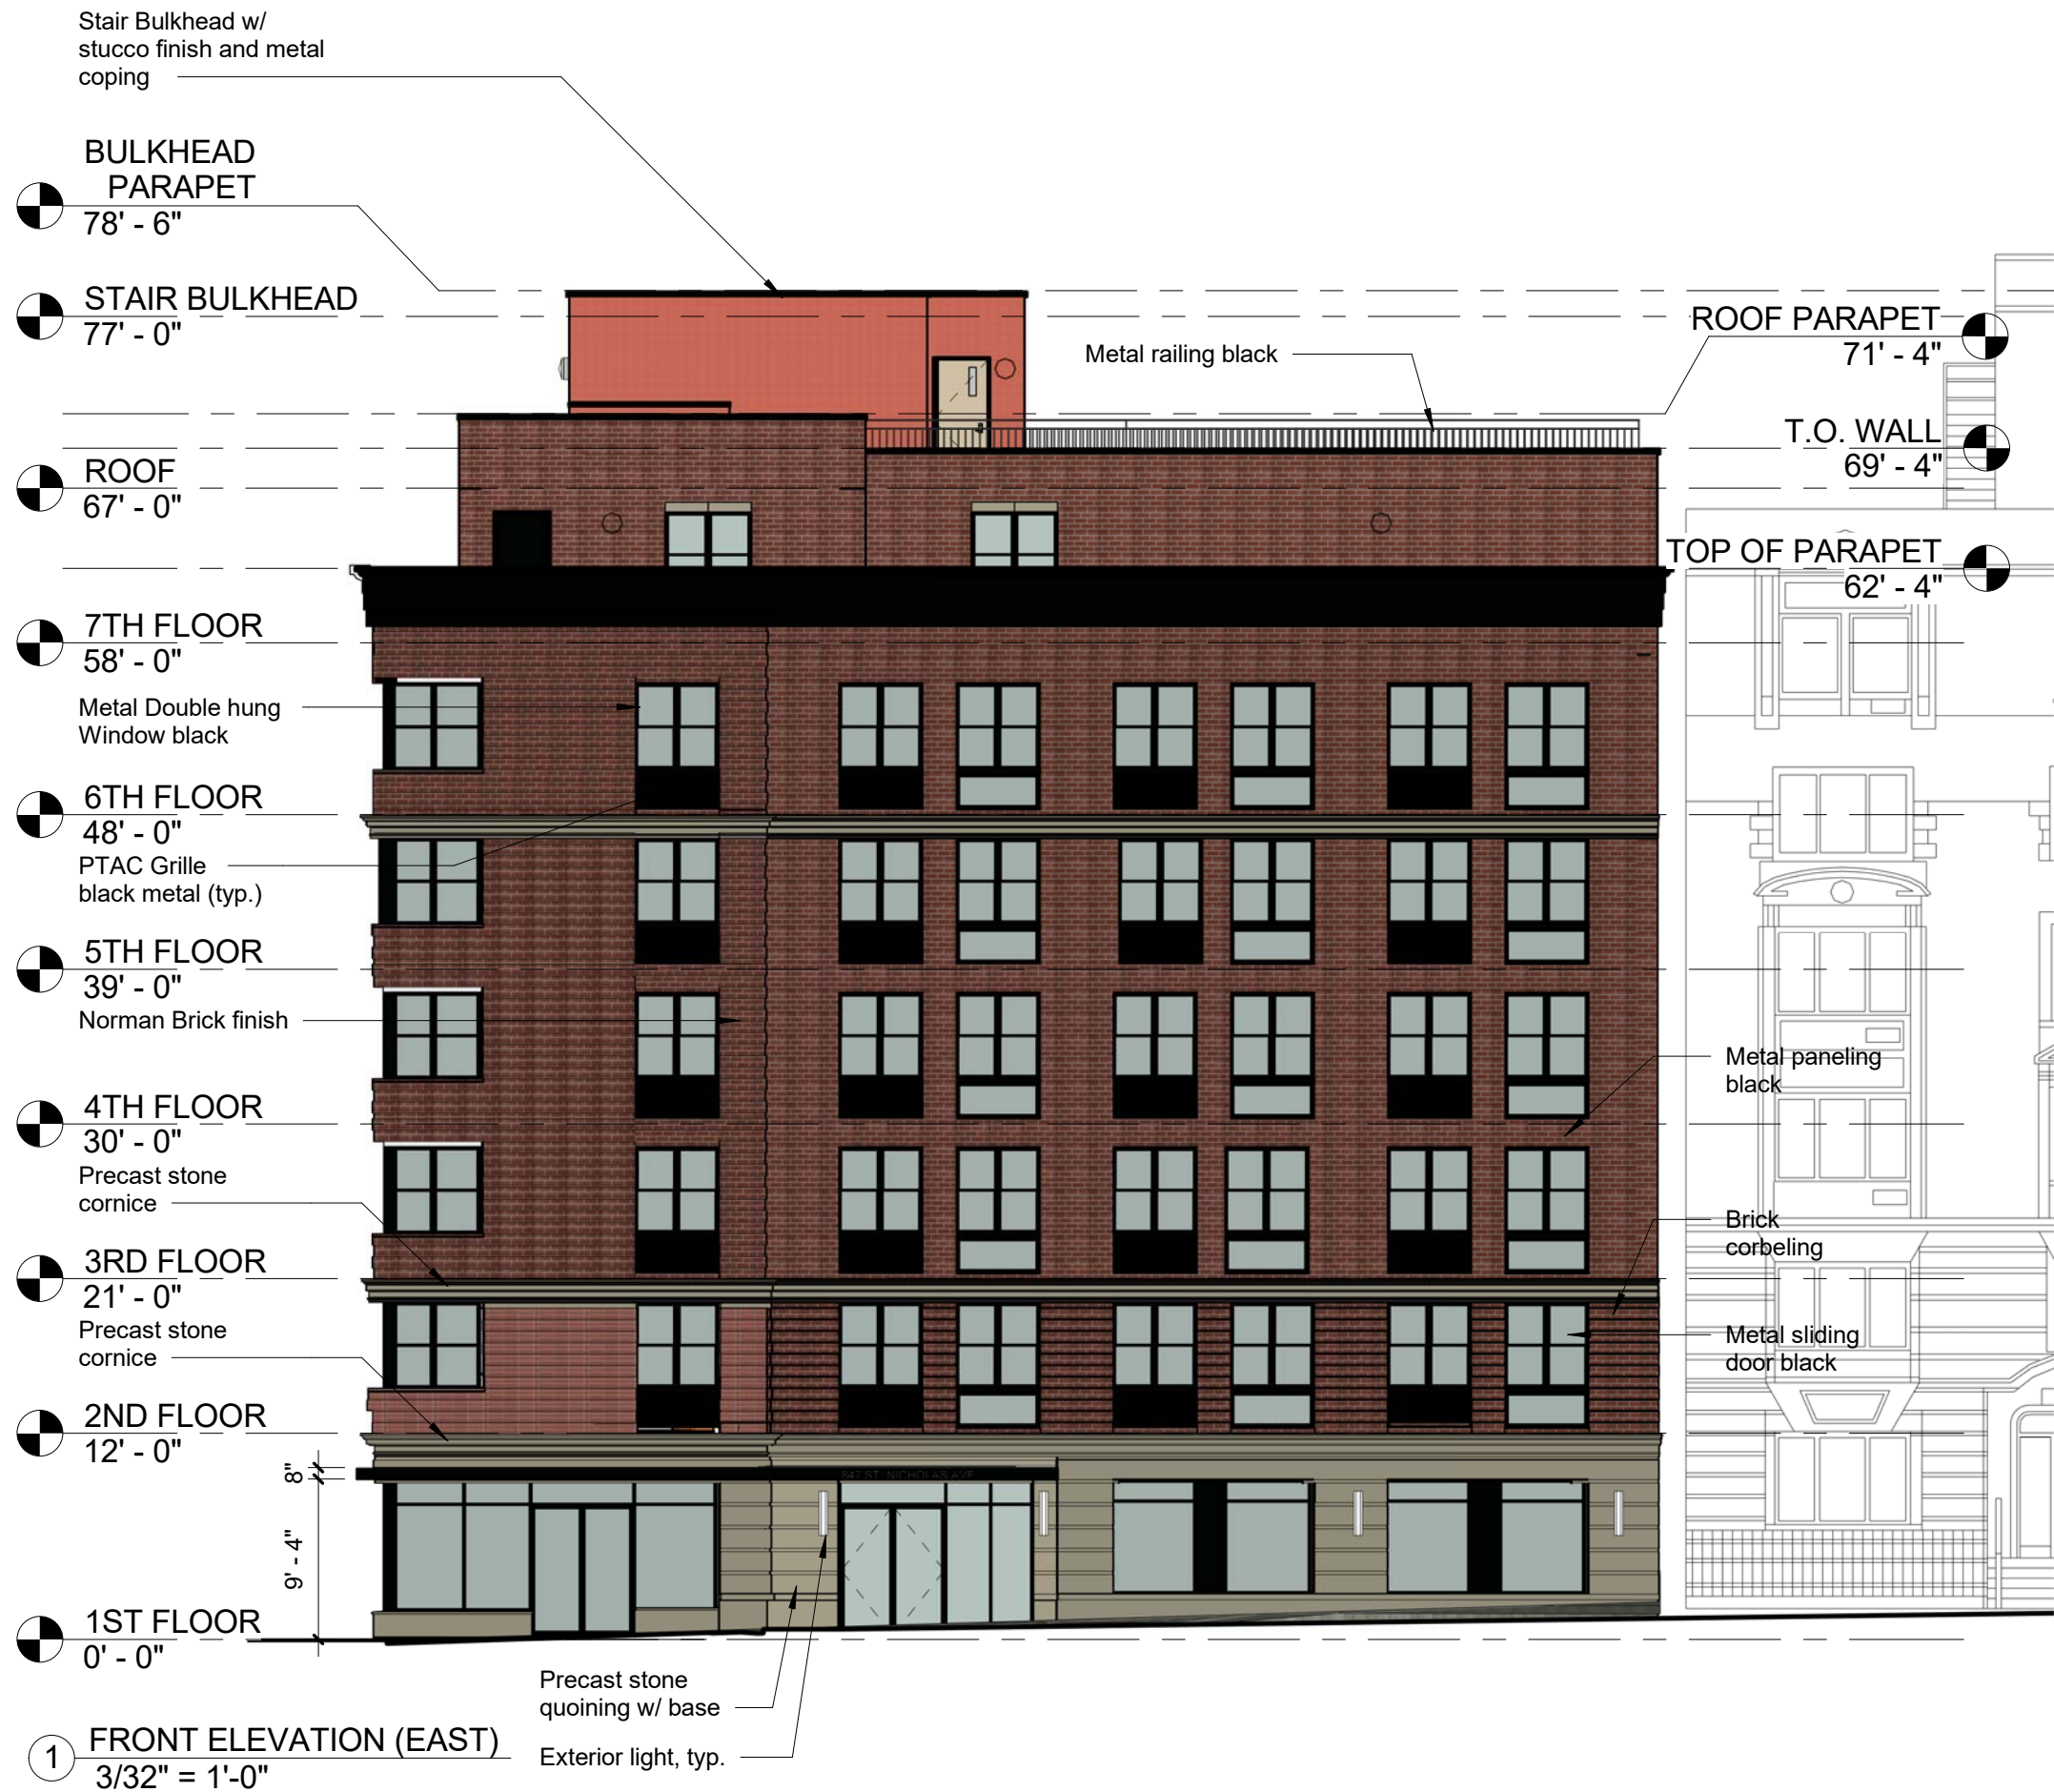 Stair Bulkhead w/
stucco finish and metal
coping
BULKHEAD
PARAPET
78' - 6"
STAIR BULKHEAD
77' - 0"
ROOF PARAPET
71' - 4"
Metal railing black
T.O. WALL
69' - 4"
ROOF
67' - 0"
TOP OF PARAPET
62' - 4"
7TH FLOOR
58' - 0"
Metal Double hung
Window black
6TH FLOOR
48' - 0"
PTAC Grille
black metal (typ.)
5TH FLOOR
39' - 0"
Norman Brick finish
Metal paneling
black
4TH FLOOR
30' - 0"
Precast stone
cornice
Brick
corbeling
3RD FLOOR
21' - 0"
Precast stone
cornice
Metal sliding
door black
2ND FLOOR
12' - 0"
8"
847 ST. NICHOLAS AVE
9' - 4"
1ST FLOOR
0' - 0"
Precast stone
quoining w/ base
Exterior light, typ.
1 FRONT ELEVATION (EAST)
3/32" = 1'-0"